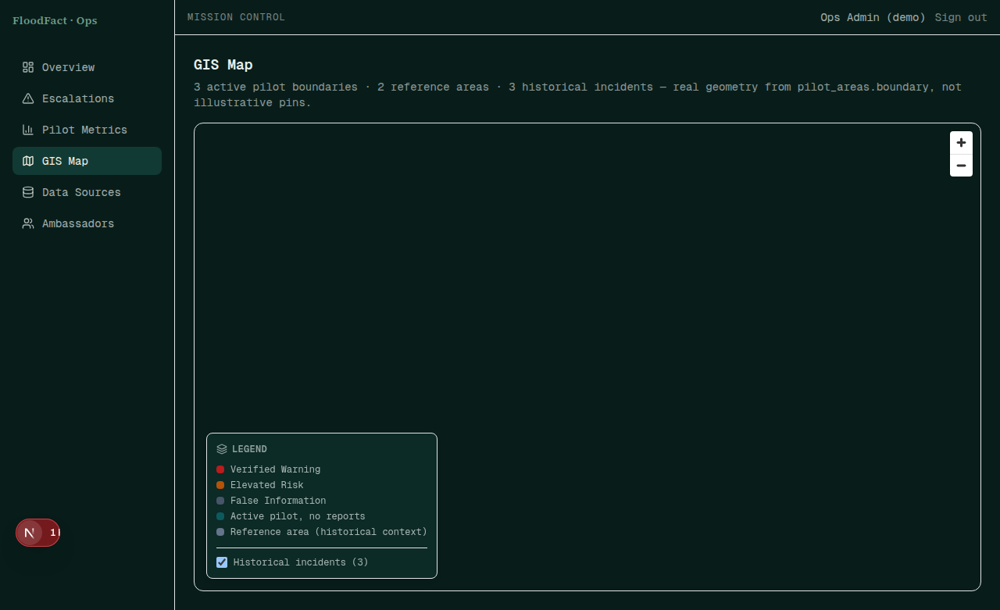 FloodFact · Ops
MISSION CONTROL
Ops Admin (demo)
Sign out
Overview
Escalations
Pilot Metrics
GIS Map
Data Sources
Ambassadors
GIS Map
3 active pilot boundaries · 2 reference areas · 3 historical incidents — real geometry from pilot_areas.boundary, not
illustrative pins.
LEGEND
Verified Warning
Elevated Risk
False Information
Active pilot, no reports
Reference area (historical context)
Historical incidents (3)
N
1